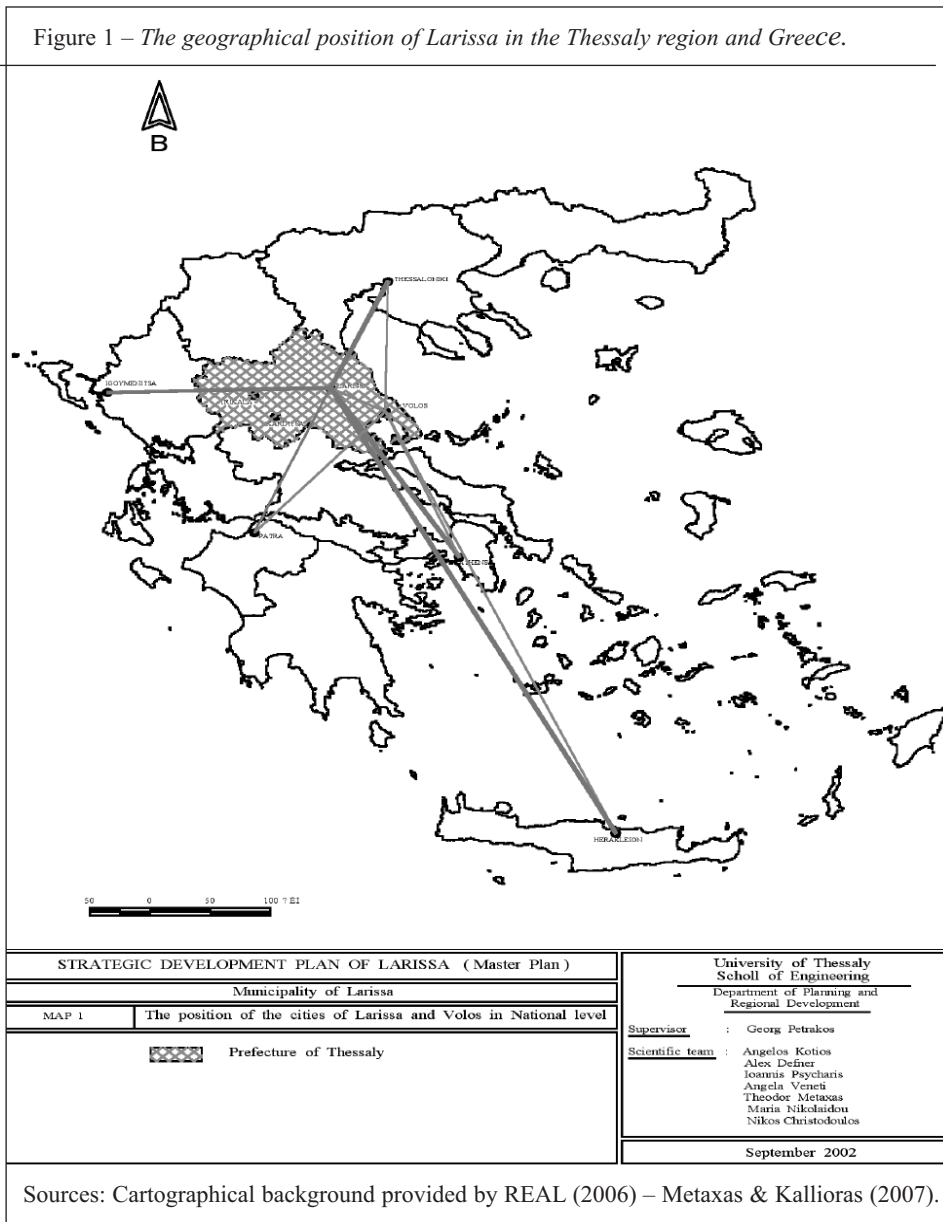 Figure 1 – The geographical position of Larissa in the Thessaly region and Greece.
B
THESSALONIKI
IGOYMENITSA
LARISSA
TRIKALA
VOLOS
KARDITSA
PATRA
ATHENS
HERAKLEION
50 0 50 100 ? EI
STRATEGIC DEVELOPMENT PLAN OF LARISSA ( Master Plan )
Municipality of Larissa
MAP 1 The position of the cities of Larissa and Volos in National level
Prefecture of Thessaly
University of Thessaly
Scholl of Engineering
Department of Planning and
Regional Development
Supervisor : Georg Petrakos
Scientific team : Angelos Kotios
Alex Defner
Ioannis Psycharis
Angela Veneti
Theodor Metaxas
Maria Nikolaidou
Nikos Christodoulos
September 2002
Sources: Cartographical background provided by REAL (2006) – Metaxas & Kallioras (2007).